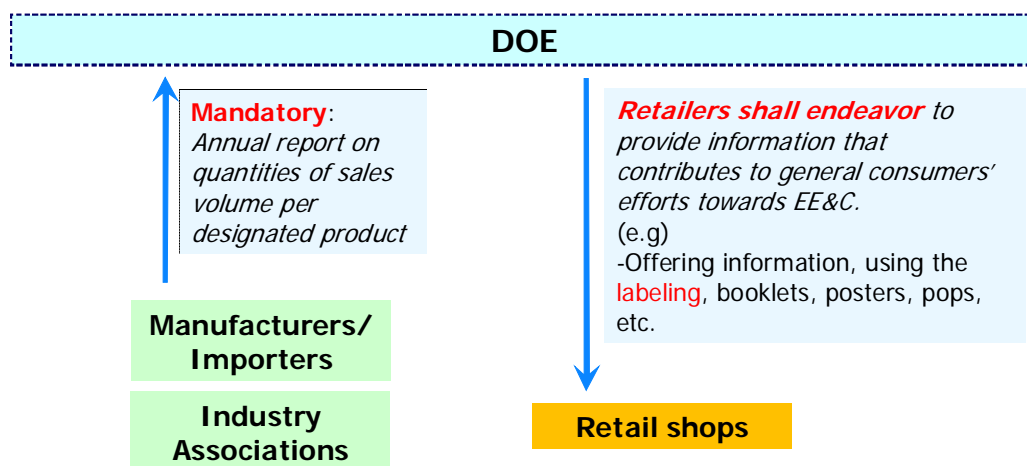 DOE
Mandatory:
Annual report on
quantities of sales
volume per
designated product
Manufacturers/
Importers
Industry
Associations
Retailers shall endeavor to
provide information that
contributes to general consumers’
efforts towards EE&C.
(e.g)
-Offering information, using the
labeling, booklets, posters, pops,
etc.
Retail shops